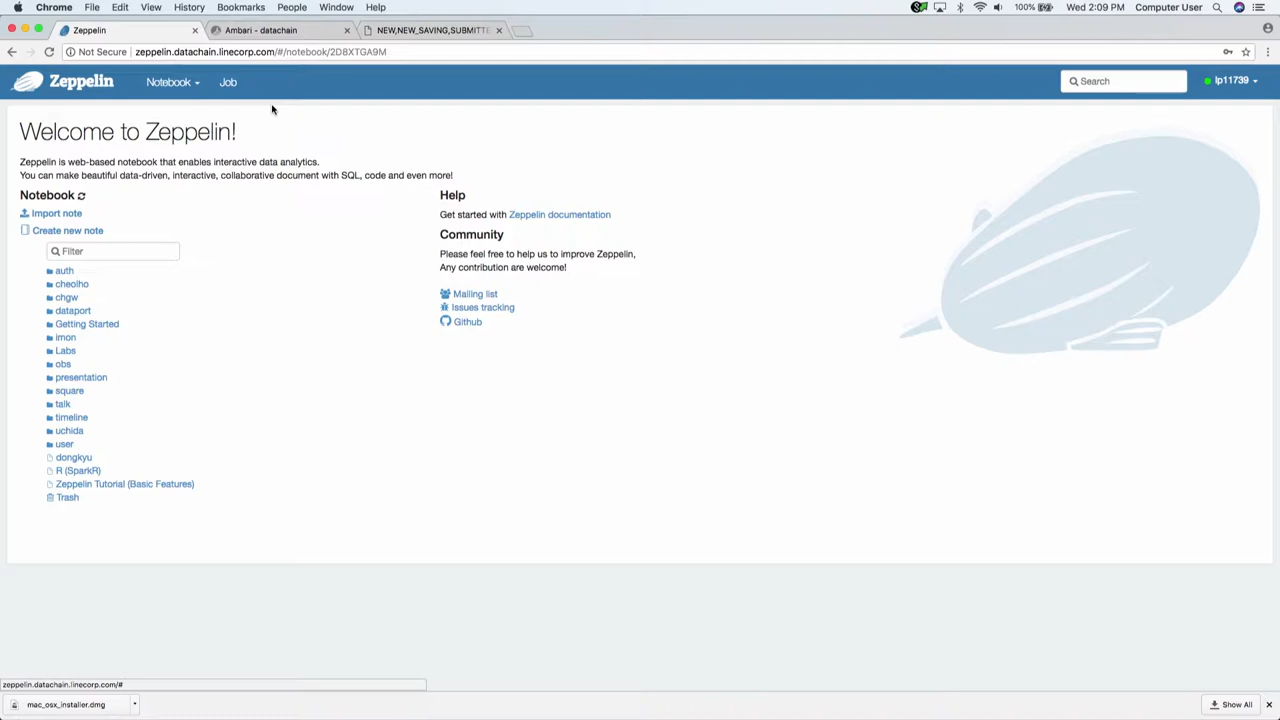 Chrome File Edit View History Bookmarks People Window Help 100% Wed 2:09 PM Computer User
Zeppelin Ambari - datachain NEW,NEW_SAVING,SUBMITTE
Not Secure zeppelin.datachain.linecorp.com/#/notebook/2DBXTGA9M
Zeppelin Notebook Job Search lp11739
Welcome to Zeppelin!
Zeppelin is web-based notebook that enables interactive data analytics.
You can make beautiful data-driven, interactive, collaborative document with SQL, code and even more!
Notebook
Import note
Create new note
Filter
auth
cheolho
chgw
dataport
Getting Started
imon
Labs
obs
presentation
square
talk
timeline
uchida
user
dongkyu
R (SparkR)
Zeppelin Tutorial (Basic Features)
Trash
Help
Get started with Zeppelin documentation
Community
Please feel free to help us to improve Zeppelin,
Any contribution are welcome!
Mailing list
Issues tracking
Github
zeppelin.datachain.linecorp.com/#
mac_osx_installer.dmg Show All